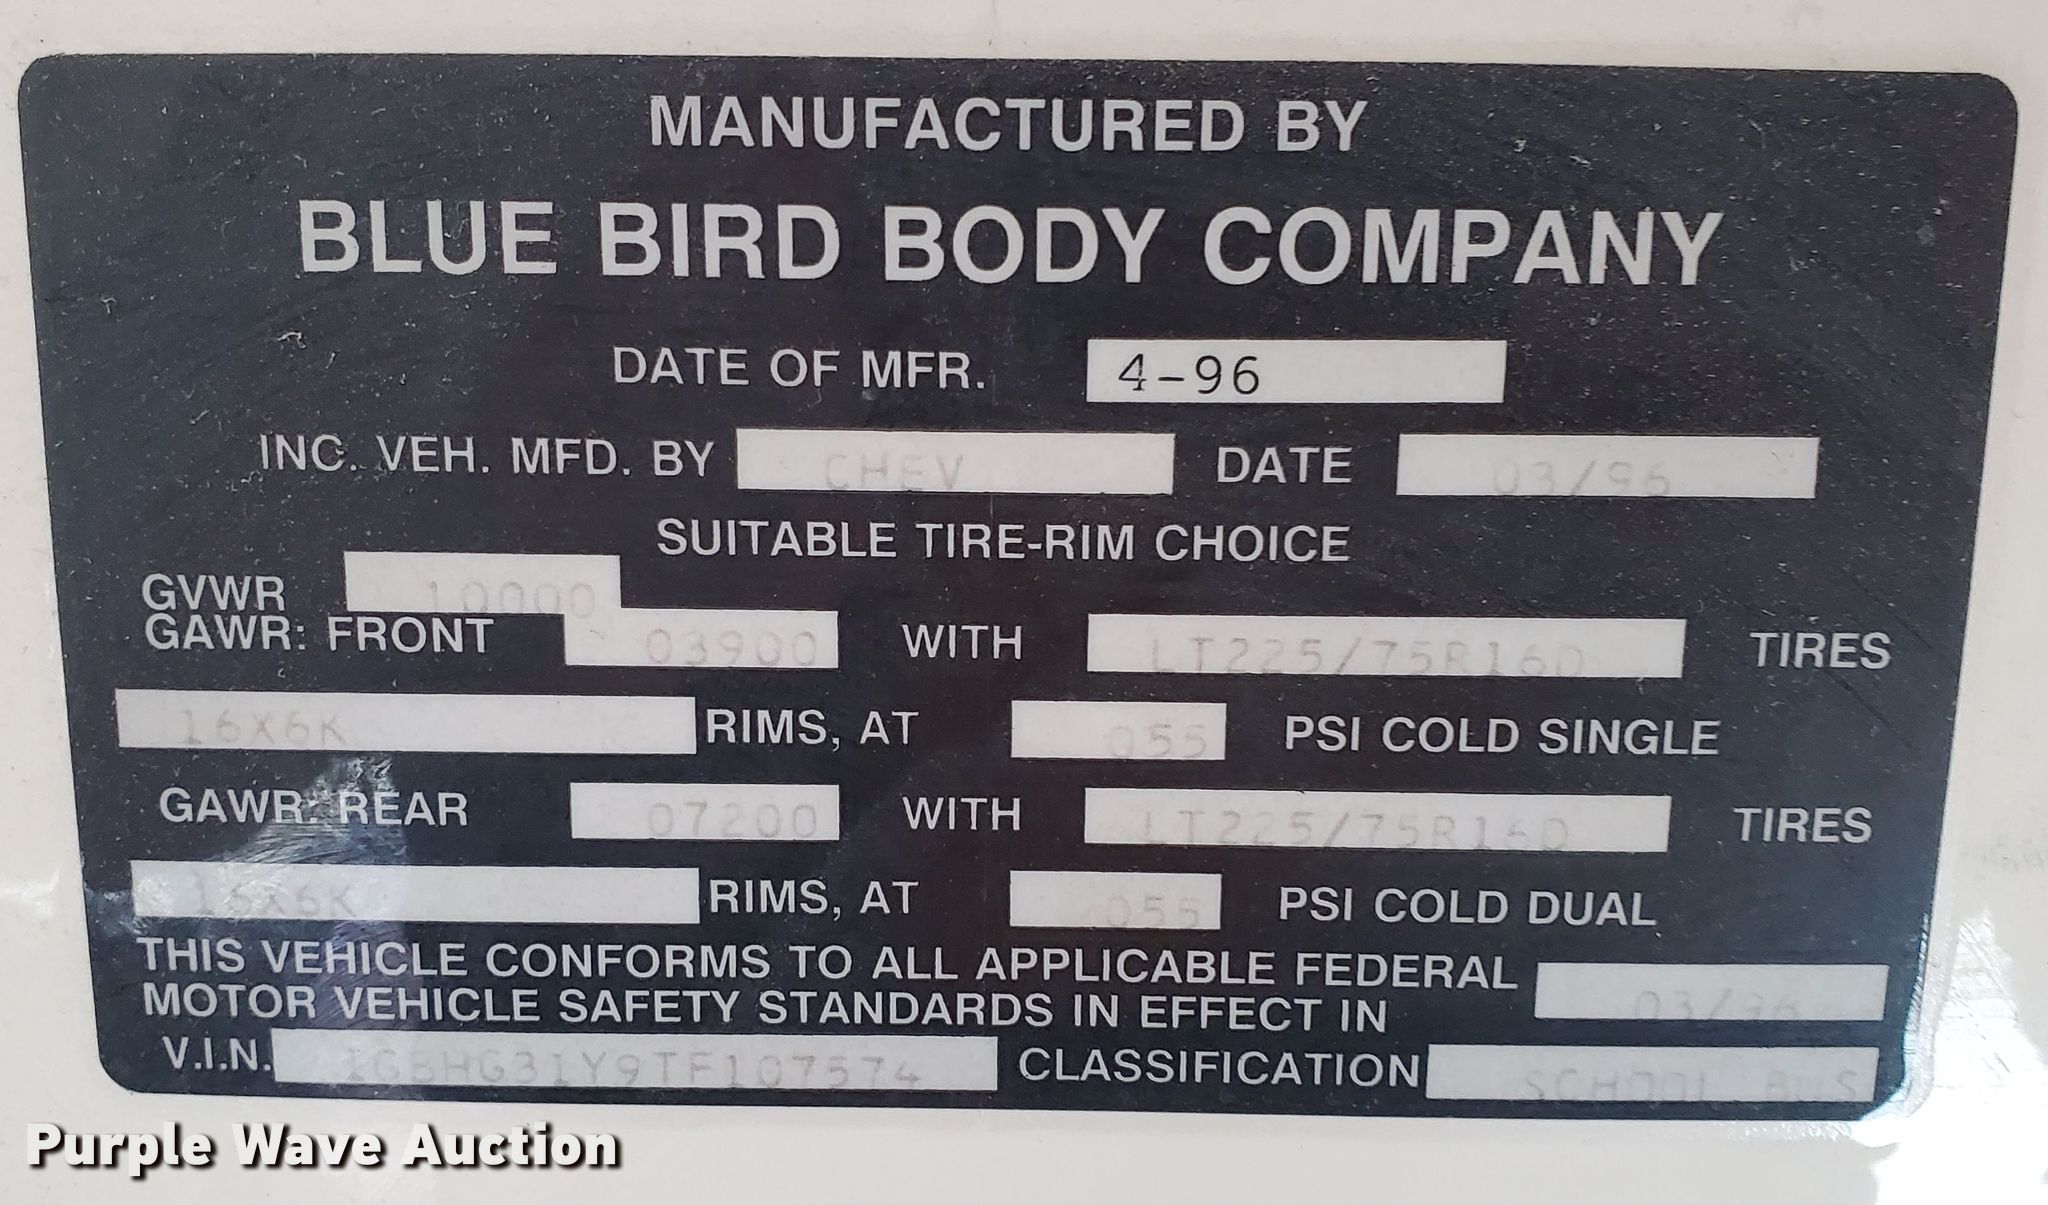 MANUFACTURED BY
BLUE BIRD BODY COMPANY
DATE OF MFR. 4-96
INC. VEH. MFD. BY CHEV DATE 03/96
SUITABLE TIRE-RIM CHOICE
GVWR 10000
GAWR: FRONT 03900 WITH LT225/75R16D TIRES
16X6K RIMS, AT 055 PSI COLD SINGLE
GAWR: REAR 07200 WITH LT225/75R16D TIRES
16X6K RIMS, AT 055 PSI COLD DUAL
THIS VEHICLE CONFORMS TO ALL APPLICABLE FEDERAL
MOTOR VEHICLE SAFETY STANDARDS IN EFFECT IN 03/96
V.I.N. 1GBHG31Y9TF107574 CLASSIFICATION SCHOOL BUS
Purple Wave Auction